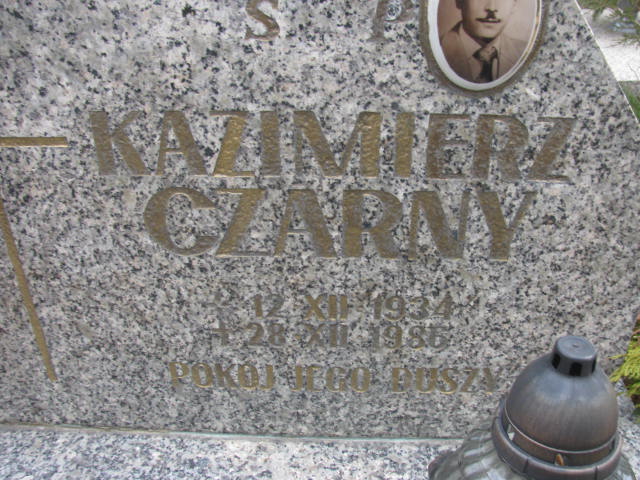 S P
KAZIMIERZ
CZARNY
* 12 XII 1934
+ 28 XII 1986
POKÓJ JEGO DUSZY